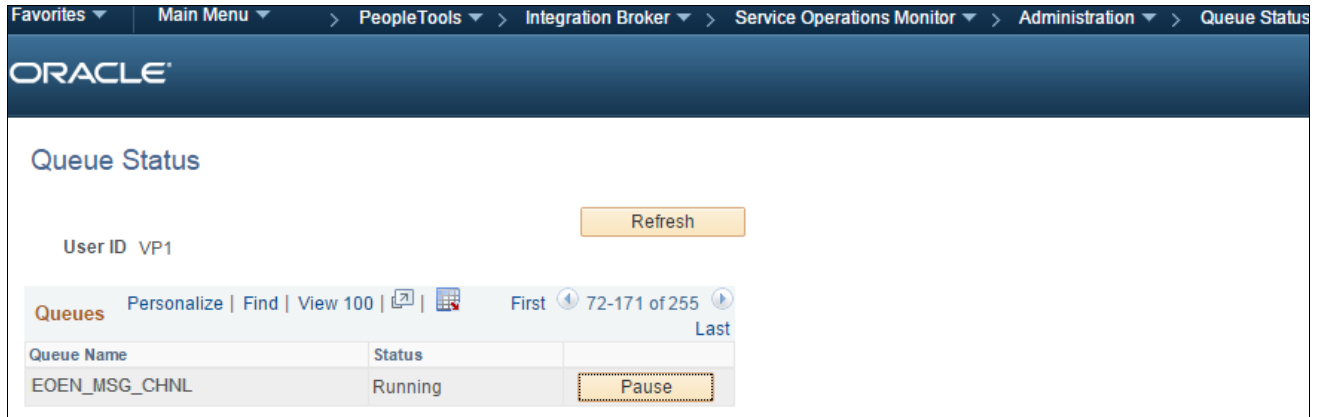 Favorites Main Menu > PeopleTools > Integration Broker > Service Operations Monitor > Administration > Queue Status
ORACLE
Queue Status
Refresh
User ID VP1
Queues Personalize | Find | View 100 | | First 72-171 of 255
Last
Queue Name Status
EOEN_MSG_CHNL Running Pause